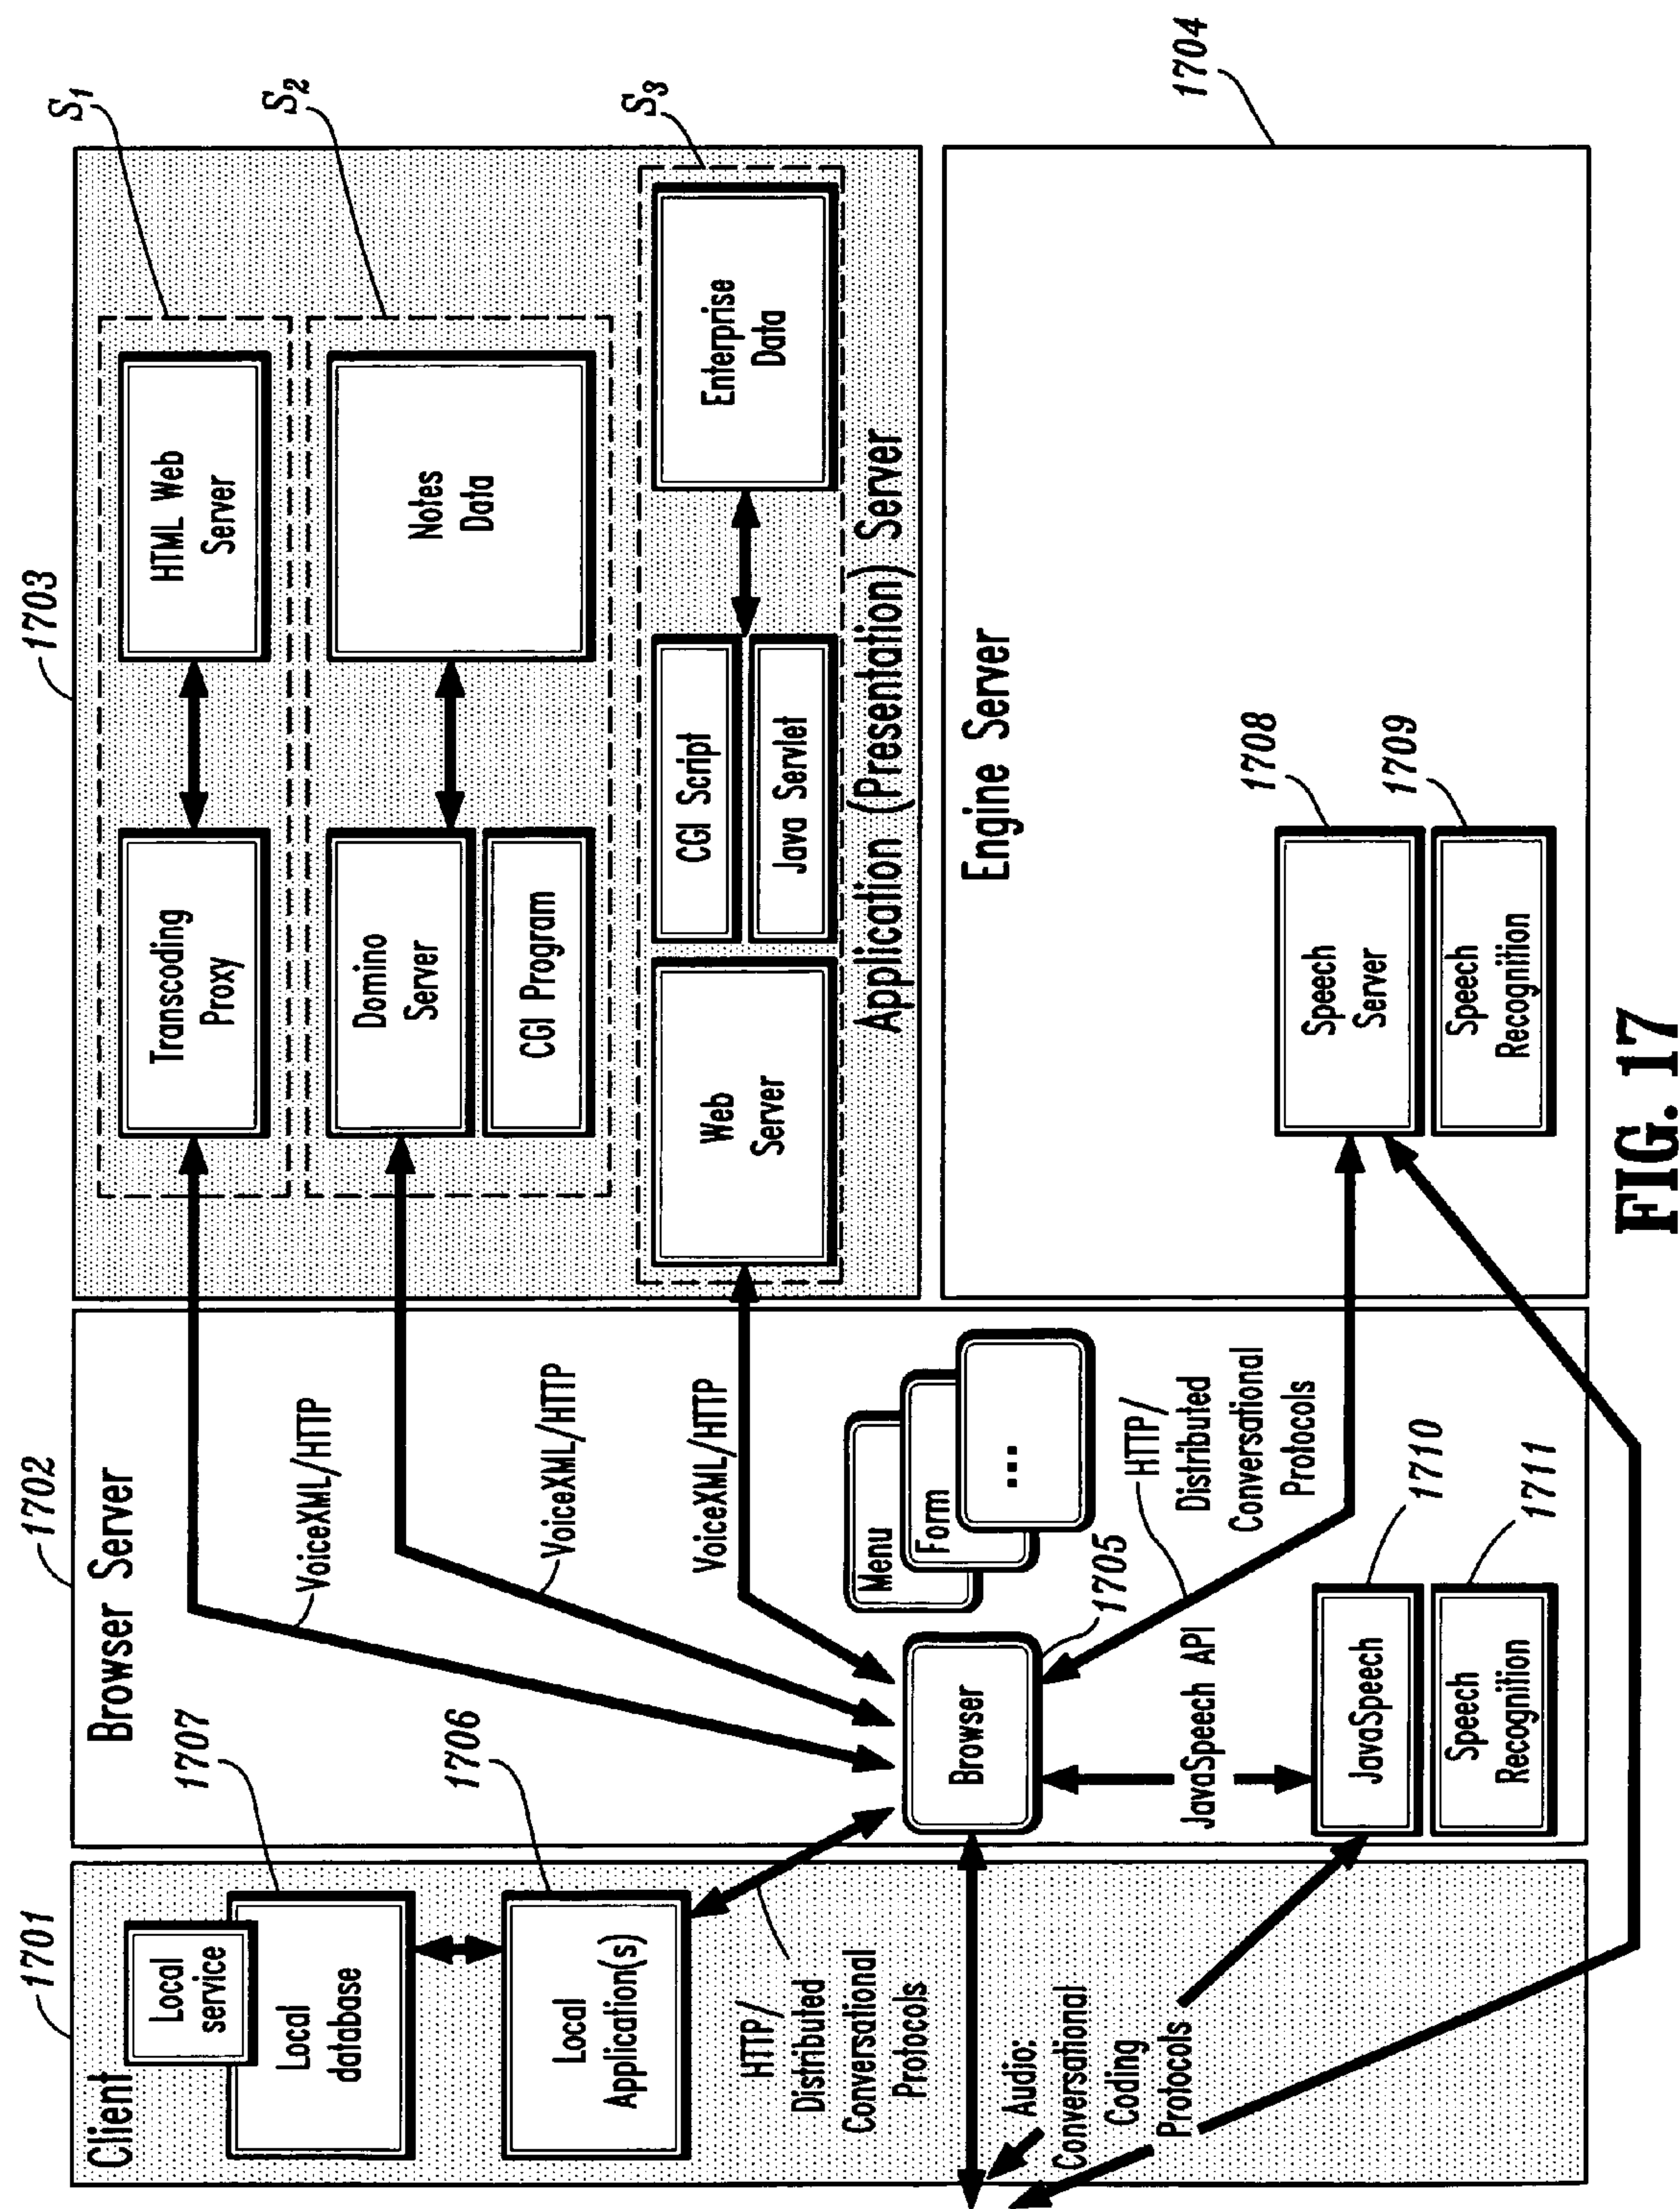 1701
Client
Local
service
Local
database
1707
Local
Application(s)
1706
HTTP/
Distributed
Conversational
Protocols
Audio:
Conversational
Coding
Protocols
1702
Browser Server
VoiceXML/HTTP
VoiceXML/HTTP
VoiceXML/HTTP
Menu
Form
...
Browser
1705
HTTP/
Distributed
Conversational
Protocols
JavaSpeech API
JavaSpeech
1710
Speech
Recognition
1711
1703
S1
Transcoding
Proxy
HTML Web
Server
S2
Domino
Server
CGI Program
Notes
Data
S3
Web
Server
CGI Script
Java Servlet
Enterprise
Data
Application (Presentation) Server
Engine Server
1704
Speech
Server
1708
Speech
Recognition
1709
FIG. 17